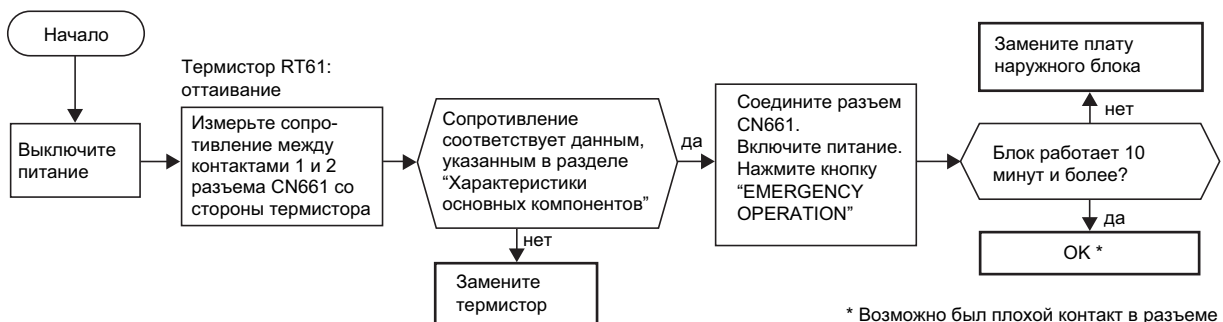 Начало
Выключите
питание
Термистор RT61:
оттаивание
Измерьте сопро-
тивление между
контактами 1 и 2
разъема CN661 со
стороны термистора
Сопротивление
соответствует данным,
указанным в разделе
“Характеристики
основных компонентов”
да
нет
Замените
термистор
Соедините разъем
CN661.
Включите питание.
Нажмите кнопку
“EMERGENCY
OPERATION”
Блок работает 10
минут и более?
нет
Замените плату
наружного блока
да
OK *
* Возможно был плохой контакт в разъеме